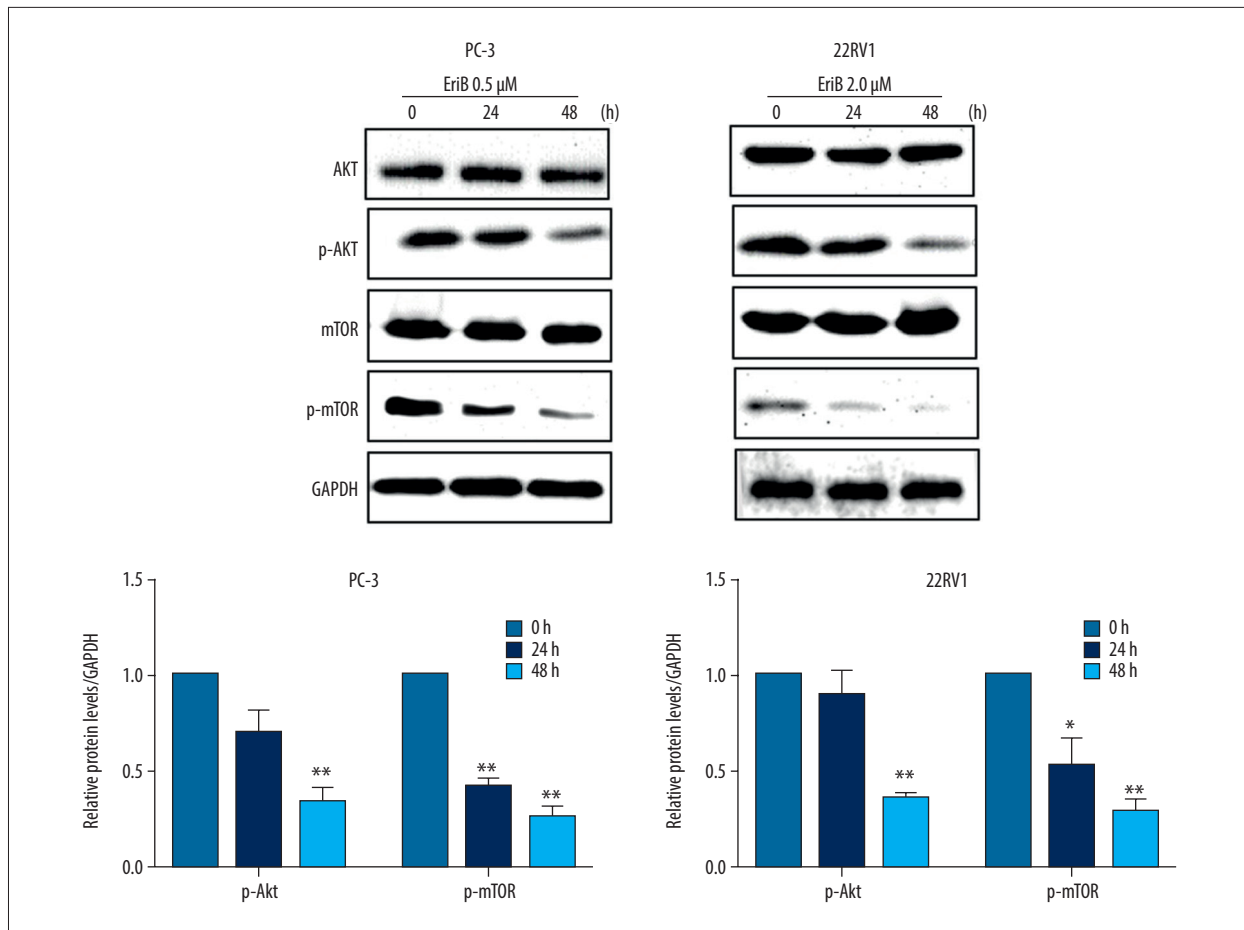 PC-3
EriB 0.5 µM
0 24 48 (h)
22RV1
EriB 2.0 µM
0 24 48 (h)
AKT
p-AKT
mTOR
p-mTOR
GAPDH
PC-3
Relative protein levels/GAPDH
1.5
1.0
0.5
0.0
0 h
24 h
48 h
**
** **
p-Akt p-mTOR
22RV1
Relative protein levels/GAPDH
1.5
1.0
0.5
0.0
0 h
24 h
48 h
**
* **
p-Akt p-mTOR